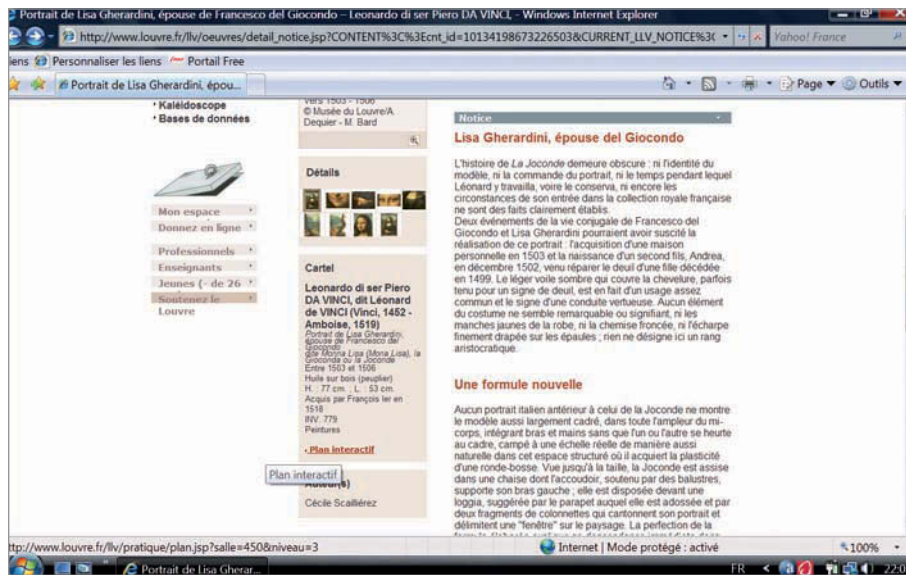 Portrait de Lisa Gherardini, épouse de Francesco del Giocondo – Leonardo di ser Piero DA VINCI, - Windows Internet Explorer
http://www.louvre.fr/llv/oeuvres/detail_notice.jsp?CONTENT%3C%3Ecnt_id=10134198673226503&CURRENT_LLV_NOTICE%3C
Yahoo! France
iens Personnaliser les liens Portail Free
Portrait de Lisa Gherardini, épou...
Page Outils
Kaléidoscope
Bases de données
Mon espace
Donnez en ligne
Professionnels
Enseignants
Jeunes (- de 26
Soutenez le
Louvre
vers 1503 - 1506
© Musée du Louvre/A.
Dequier - M. Bard
Détails
Cartel
Leonardo di ser Piero
DA VINCI, dit Léonard
de VINCI (Vinci, 1452 -
Amboise, 1519)
Portrait de Lisa Gherardini,
épouse de Francesco del
Giocondo
dite Monna Lisa (Mona Lisa), la
Gioconda ou la Joconde
Entre 1503 et 1506
Huile sur bois (peuplier)
H. : 77 cm. ; L. : 53 cm.
Acquis par François Ier en
1518
INV. 779
Peintures
Plan interactif
Plan interactif
Auteur(s)
Cécile Scailliérez
Notice
Lisa Gherardini, épouse del Giocondo
L'histoire de La Joconde demeure obscure : ni l'identité du
modèle, ni la commande du portrait, ni le temps pendant lequel
Léonard y travailla, voire le conserva, ni encore les
circonstances de son entrée dans la collection royale française
ne sont des faits clairement établis.
Deux événements de la vie conjugale de Francesco del
Giocondo et Lisa Gherardini pourraient avoir suscité la
réalisation de ce portrait : l'acquisition d'une maison
personnelle en 1503 et la naissance d'un second fils, Andrea,
en décembre 1502, venu réparer le deuil d'une fille décédée
en 1499. Le léger voile sombre qui couvre la chevelure, parfois
tenu pour un signe de deuil, est en fait d'un usage assez
commun et le signe d'une conduite vertueuse. Aucun élément
du costume ne semble remarquable ou signifiant, ni les
manches jaunes de la robe, ni la chemise froncée, ni l'écharpe
finement drapée sur les épaules ; rien ne désigne ici un rang
aristocratique.
Une formule nouvelle
Aucun portrait italien antérieur à celui de la Joconde ne montre
le modèle aussi largement cadré, dans toute l'ampleur du mi-
corps, intégrant bras et mains sans que l'un ou l'autre se heurte
au cadre, campé à une échelle réelle de manière aussi
naturelle dans cet espace structuré où il acquiert la plasticité
d'une ronde-bosse. Vue jusqu'à la taille, la Joconde est assise
dans une chaise dont l'accoudoir, soutenu par des balustres,
supporte son bras gauche ; elle est disposée devant une
loggia, suggérée par le parapet auquel elle est adossée et par
deux fragments de colonnettes qui cantonnent son portrait et
délimitent une "fenêtre" sur le paysage. La perfection de la
ttp://www.louvre.fr/llv/pratique/plan.jsp?salle=450&niveau=3
Internet | Mode protégé : activé
100%
Portrait de Lisa Gherar...
FR
22:0